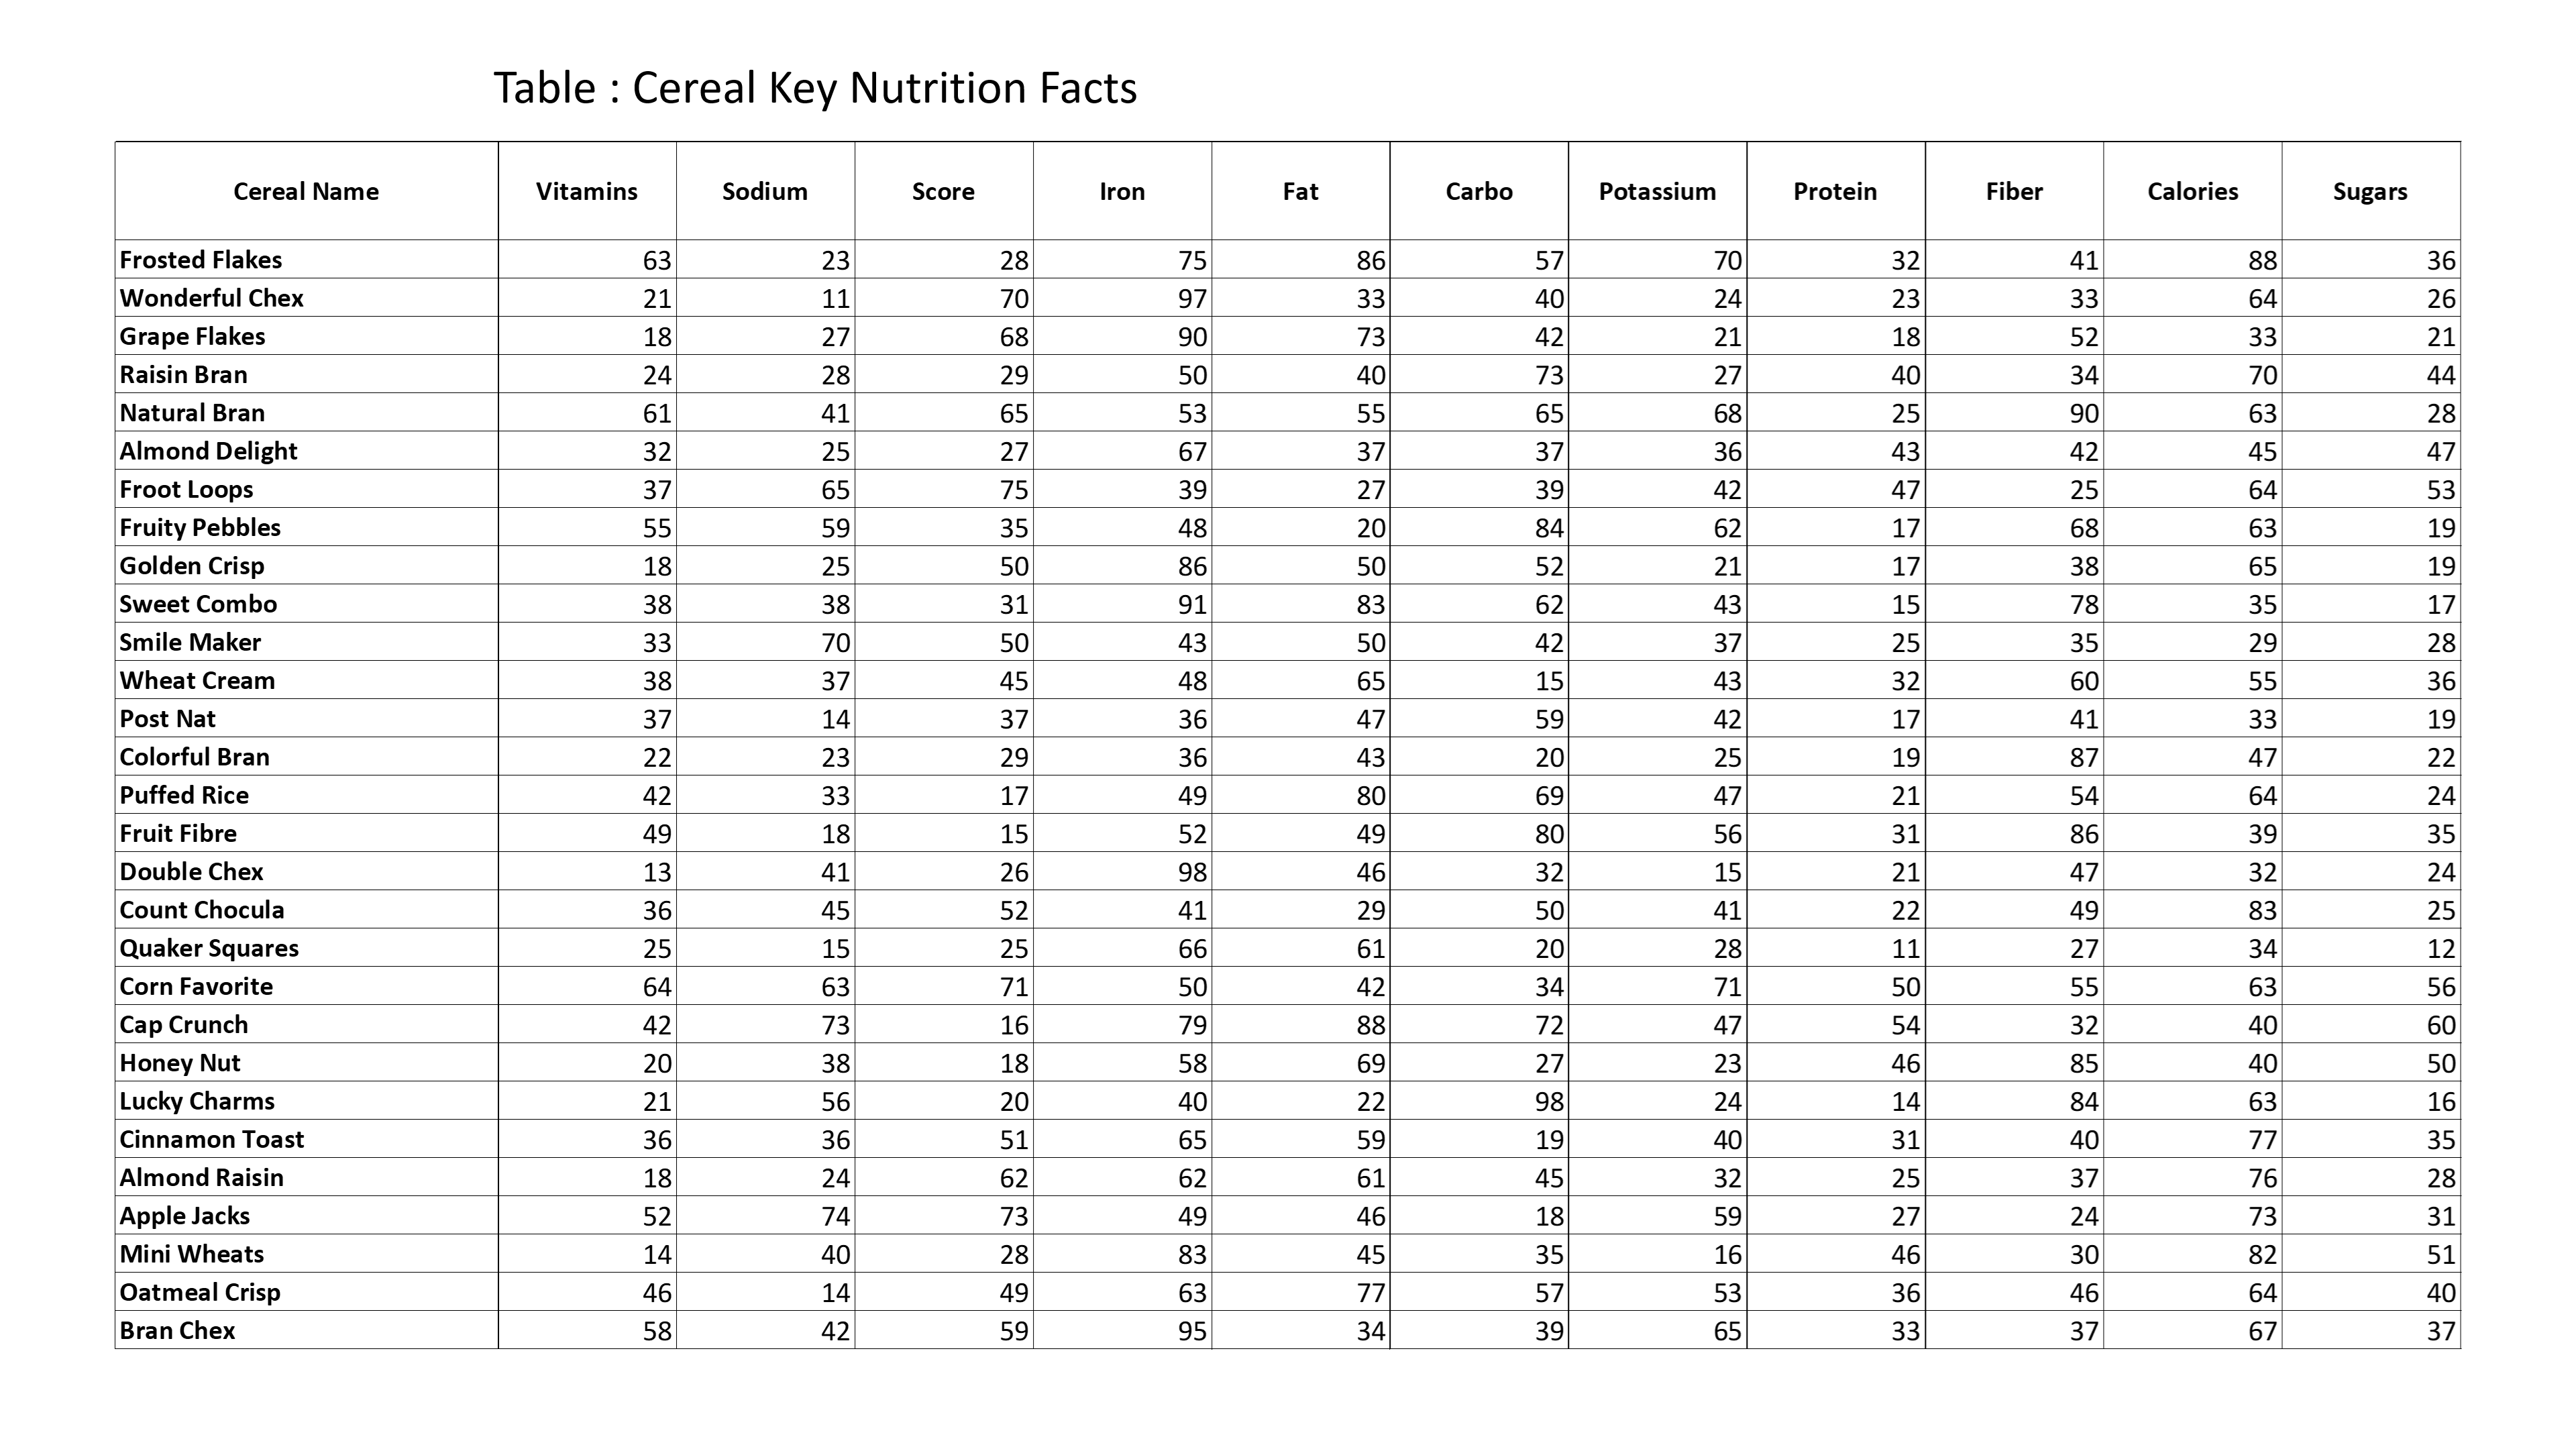 Table : Cereal Key Nutrition Facts
Cereal Name Vitamins Sodium Score Iron Fat Carbo Potassium Protein Fiber Calories Sugars
Frosted Flakes 63 23 28 75 86 57 70 32 41 88 36
Wonderful Chex 21 11 70 97 33 40 24 23 33 64 26
Grape Flakes 18 27 68 90 73 42 21 18 52 33 21
Raisin Bran 24 28 29 50 40 73 27 40 34 70 44
Natural Bran 61 41 65 53 55 65 68 25 90 63 28
Almond Delight 32 25 27 67 37 37 36 43 42 45 47
Froot Loops 37 65 75 39 27 39 42 47 25 64 53
Fruity Pebbles 55 59 35 48 20 84 62 17 68 63 19
Golden Crisp 18 25 50 86 50 52 21 17 38 65 19
Sweet Combo 38 38 31 91 83 62 43 15 78 35 17
Smile Maker 33 70 50 43 50 42 37 25 35 29 28
Wheat Cream 38 37 45 48 65 15 43 32 60 55 36
Post Nat 37 14 37 36 47 59 42 17 41 33 19
Colorful Bran 22 23 29 36 43 20 25 19 87 47 22
Puffed Rice 42 33 17 49 80 69 47 21 54 64 24
Fruit Fibre 49 18 15 52 49 80 56 31 86 39 35
Double Chex 13 41 26 98 46 32 15 21 47 32 24
Count Chocula 36 45 52 41 29 50 41 22 49 83 25
Quaker Squares 25 15 25 66 61 20 28 11 27 34 12
Corn Favorite 64 63 71 50 42 34 71 50 55 63 56
Cap Crunch 42 73 16 79 88 72 47 54 32 40 60
Honey Nut 20 38 18 58 69 27 23 46 85 40 50
Lucky Charms 21 56 20 40 22 98 24 14 84 63 16
Cinnamon Toast 36 36 51 65 59 19 40 31 40 77 35
Almond Raisin 18 24 62 62 61 45 32 25 37 76 28
Apple Jacks 52 74 73 49 46 18 59 27 24 73 31
Mini Wheats 14 40 28 83 45 35 16 46 30 82 51
Oatmeal Crisp 46 14 49 63 77 57 53 36 46 64 40
Bran Chex 58 42 59 95 34 39 65 33 37 67 37